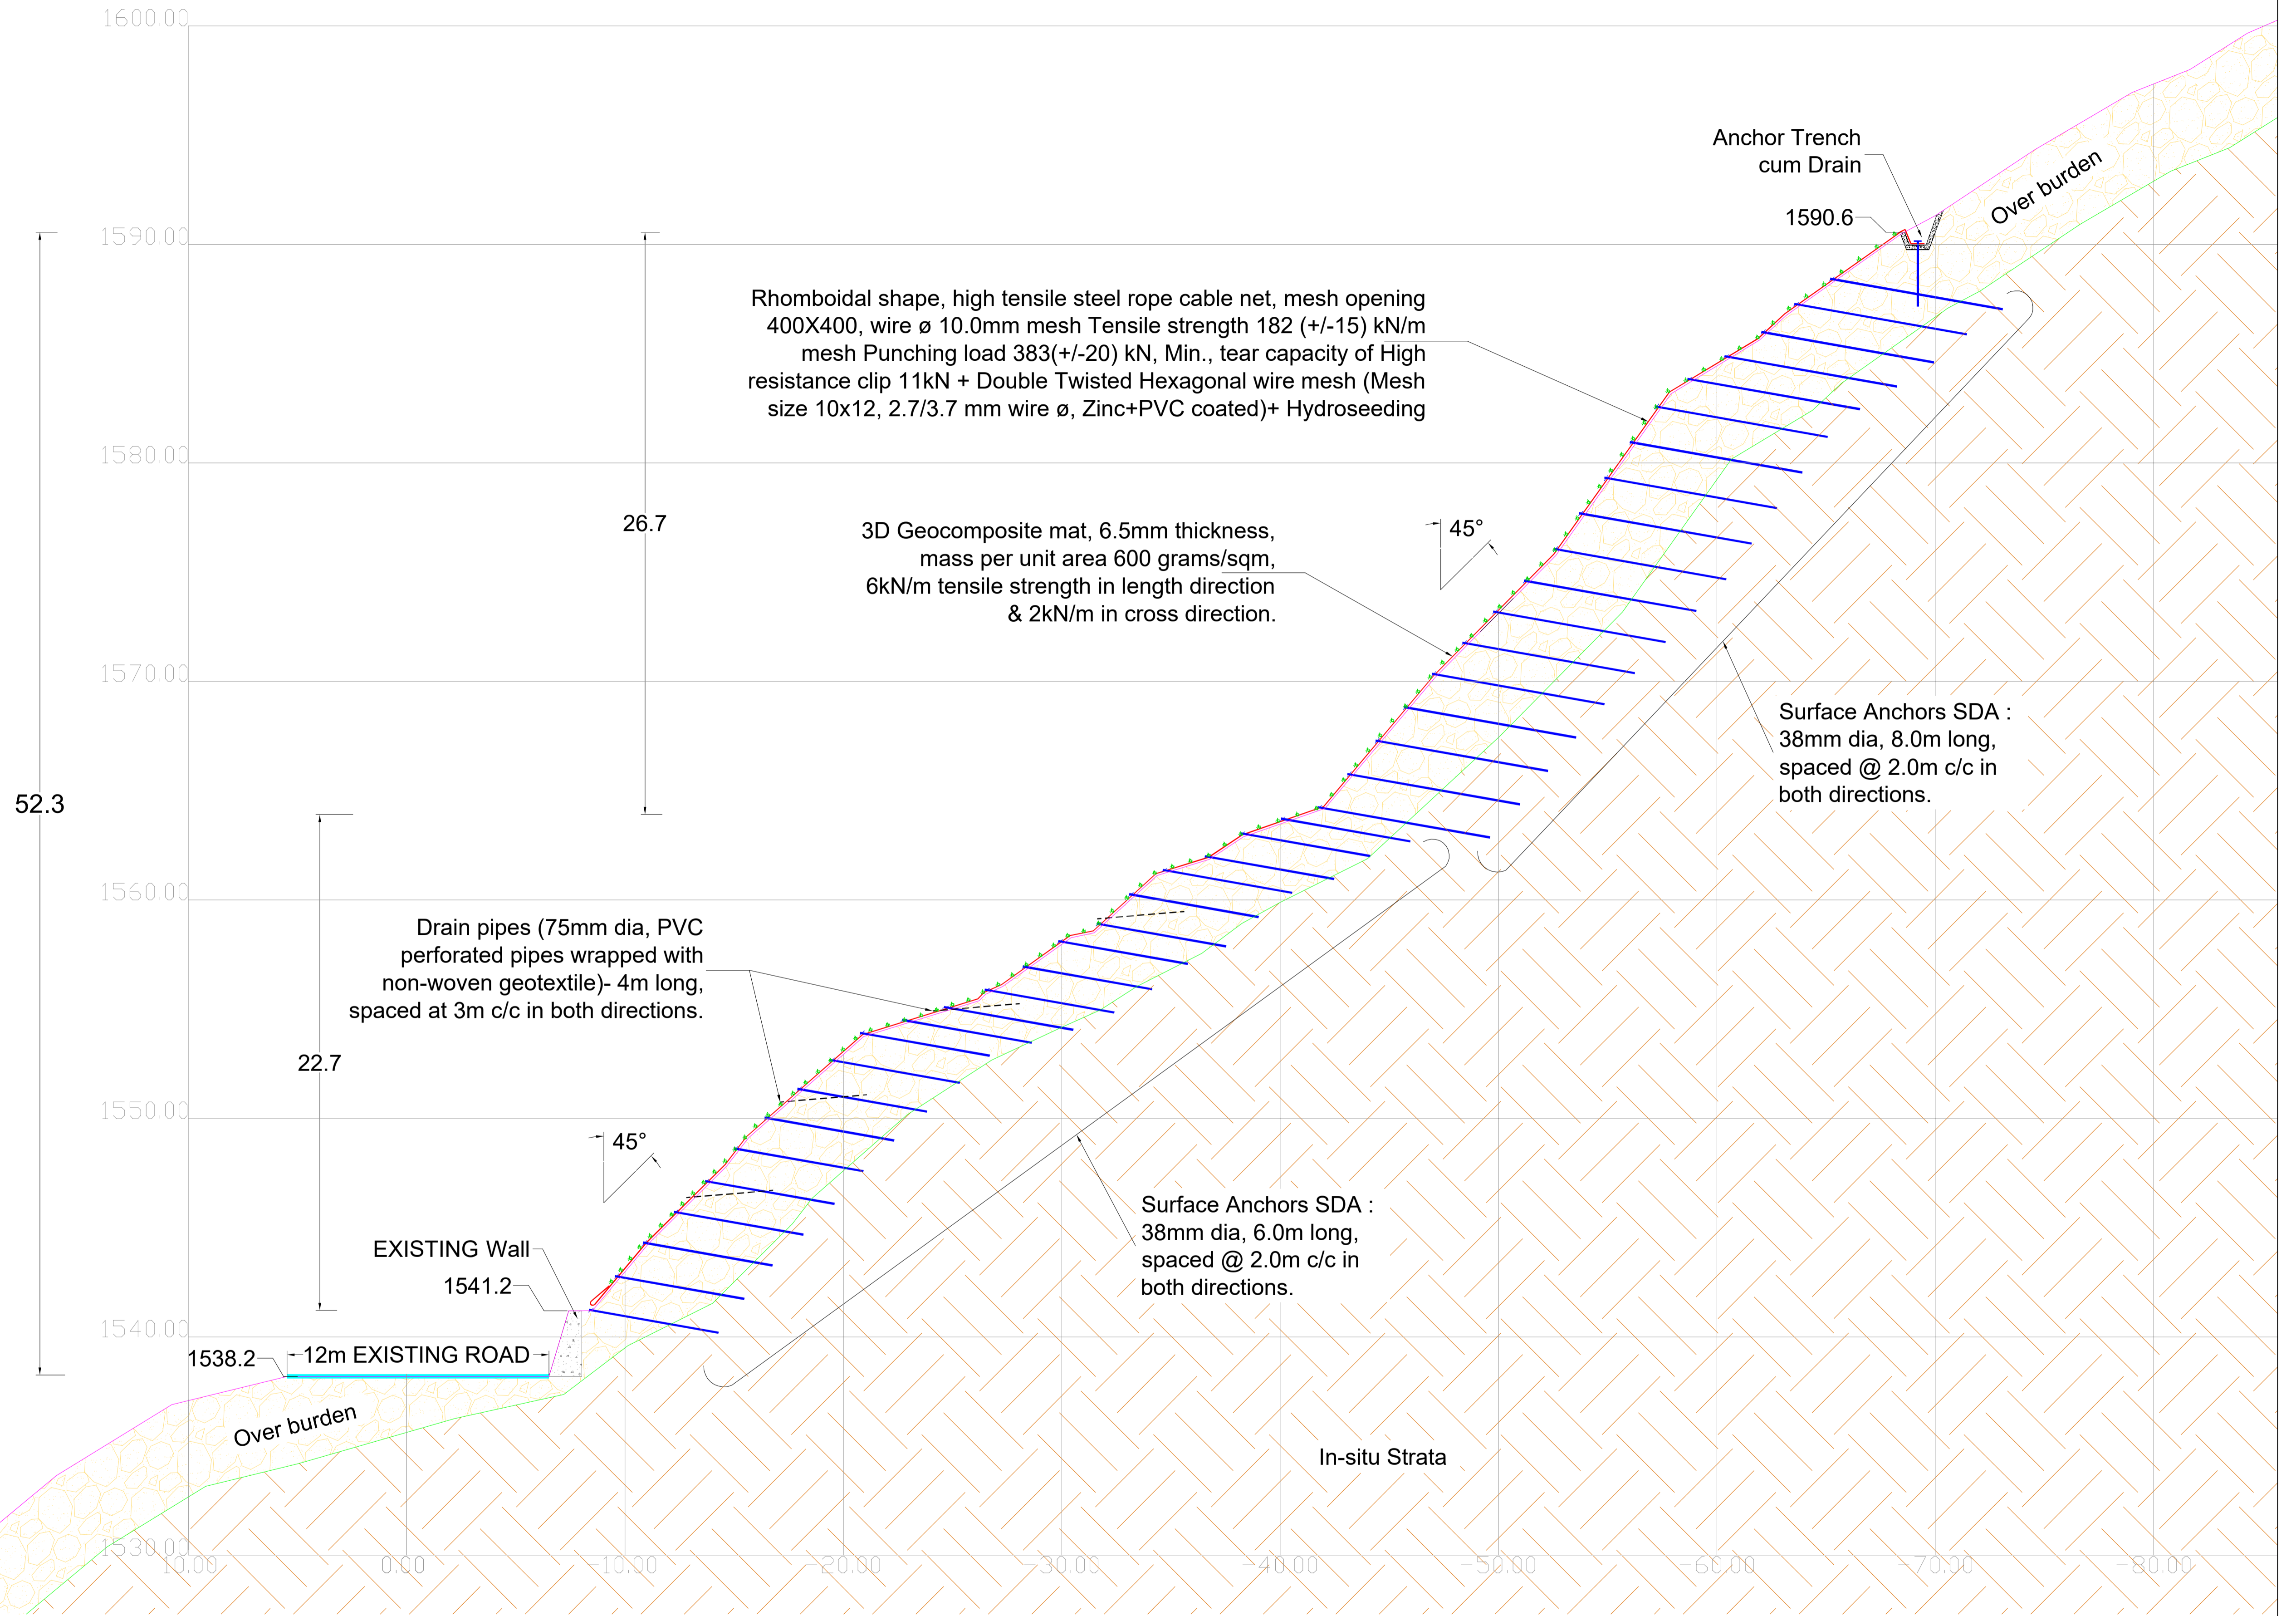 1600.00
Anchor Trench
cum Drain
Over burden
1590.6
1590.00
Rhomboidal shape, high tensile steel rope cable net, mesh opening
400X400, wire ø 10.0mm mesh Tensile strength 182 (+/-15) kN/m
mesh Punching load 383(+/-20) kN, Min., tear capacity of High
resistance clip 11kN + Double Twisted Hexagonal wire mesh (Mesh
size 10x12, 2.7/3.7 mm wire ø, Zinc+PVC coated)+ Hydroseeding
1580.00
26.7
3D Geocomposite mat, 6.5mm thickness,
mass per unit area 600 grams/sqm,
6kN/m tensile strength in length direction
& 2kN/m in cross direction.
45°
1570.00
Surface Anchors SDA :
38mm dia, 8.0m long,
spaced @ 2.0m c/c in
both directions.
52.3
1560.00
Drain pipes (75mm dia, PVC
perforated pipes wrapped with
non-woven geotextile)- 4m long,
spaced at 3m c/c in both directions.
22.7
1550.00
45°
Surface Anchors SDA :
38mm dia, 6.0m long,
spaced @ 2.0m c/c in
both directions.
EXISTING Wall
1541.2
1540.00
1538.2
12m EXISTING ROAD
Over burden
In-situ Strata
1530.00
10.00
0.00
-10.00
-20.00
-30.00
-40.00
-50.00
-60.00
-70.00
-80.00